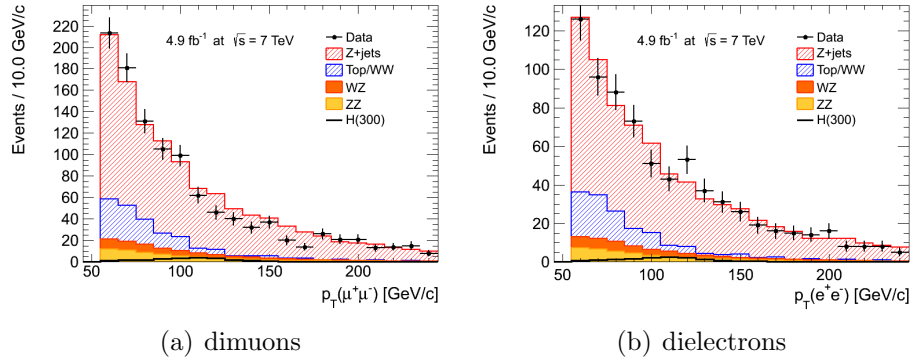 Events / 10.0 GeV/c
220
200
180
160
140
120
100
80
60
40
20
0
4.9 fb⁻¹ at √s = 7 TeV
Data
Z+jets
Top/WW
WZ
ZZ
H(300)
50 100 150 200
p_T(μ⁺μ⁻) [GeV/c]
(a) dimuons
Events / 10.0 GeV/c
120
100
80
60
40
20
0
4.9 fb⁻¹ at √s = 7 TeV
Data
Z+jets
Top/WW
WZ
ZZ
H(300)
50 100 150 200
p_T(e⁺e⁻) [GeV/c]
(b) dielectrons